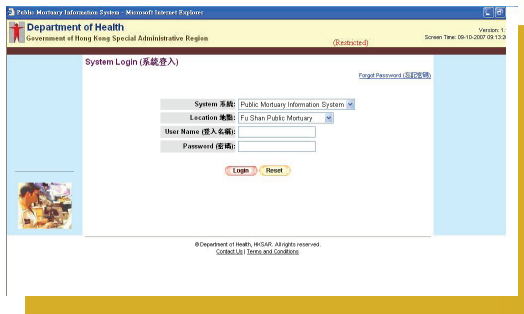 Public Mortuary Information System - Microsoft Internet Explorer
Department of Health
Government of Hong Kong Special Administrative Region
(Restricted)
Version: 1.
Screen Time: 09-10-2007 09:13:2
System Login (系統登入)
Forgot Password (忘記密碼)
System 系統: Public Mortuary Information System
Location 地點: Fu Shan Public Mortuary
User Name (登入名稱):
Password (密碼):
Login Reset
© Department of Health, HKSAR. All rights reserved.
Contact Us | Terms and Conditions